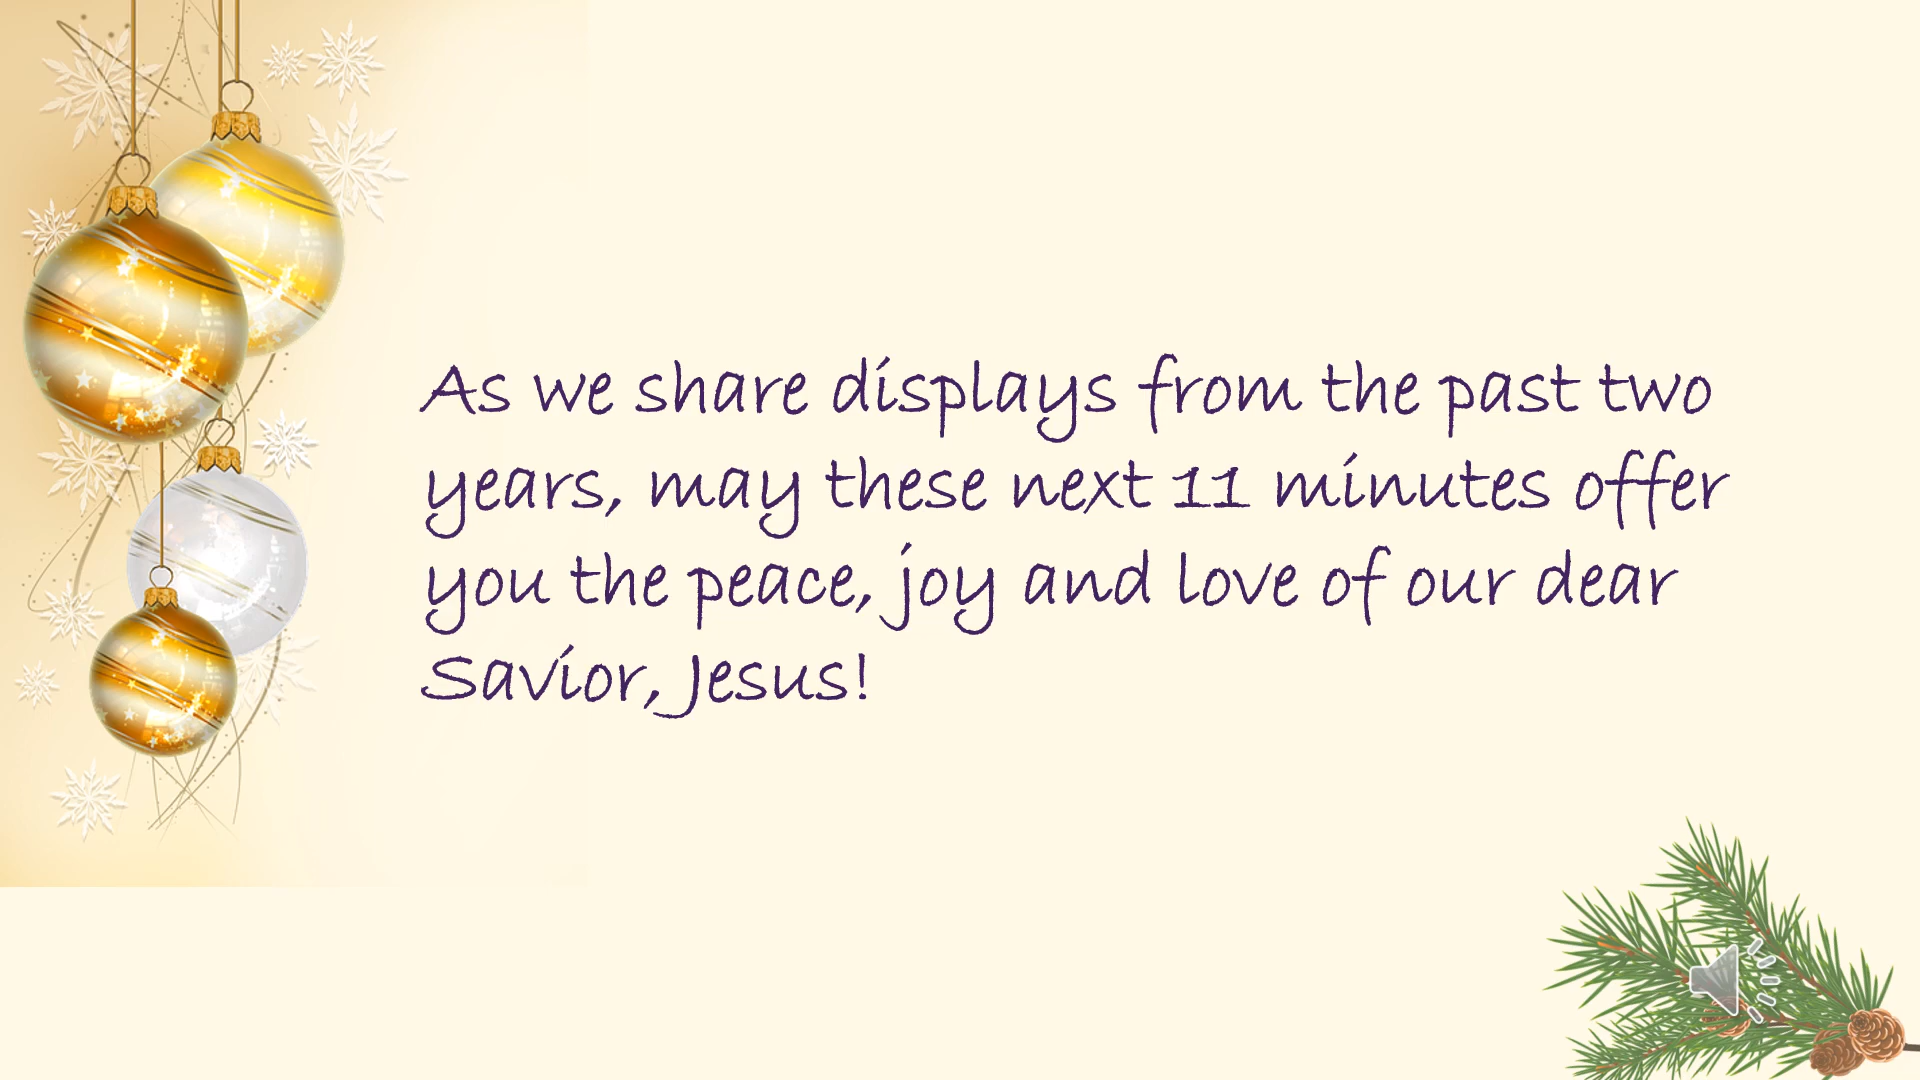 As we share displays from the past two
years, may these next 11 minutes offer
you the peace, joy and love of our dear
Savior, Jesus!